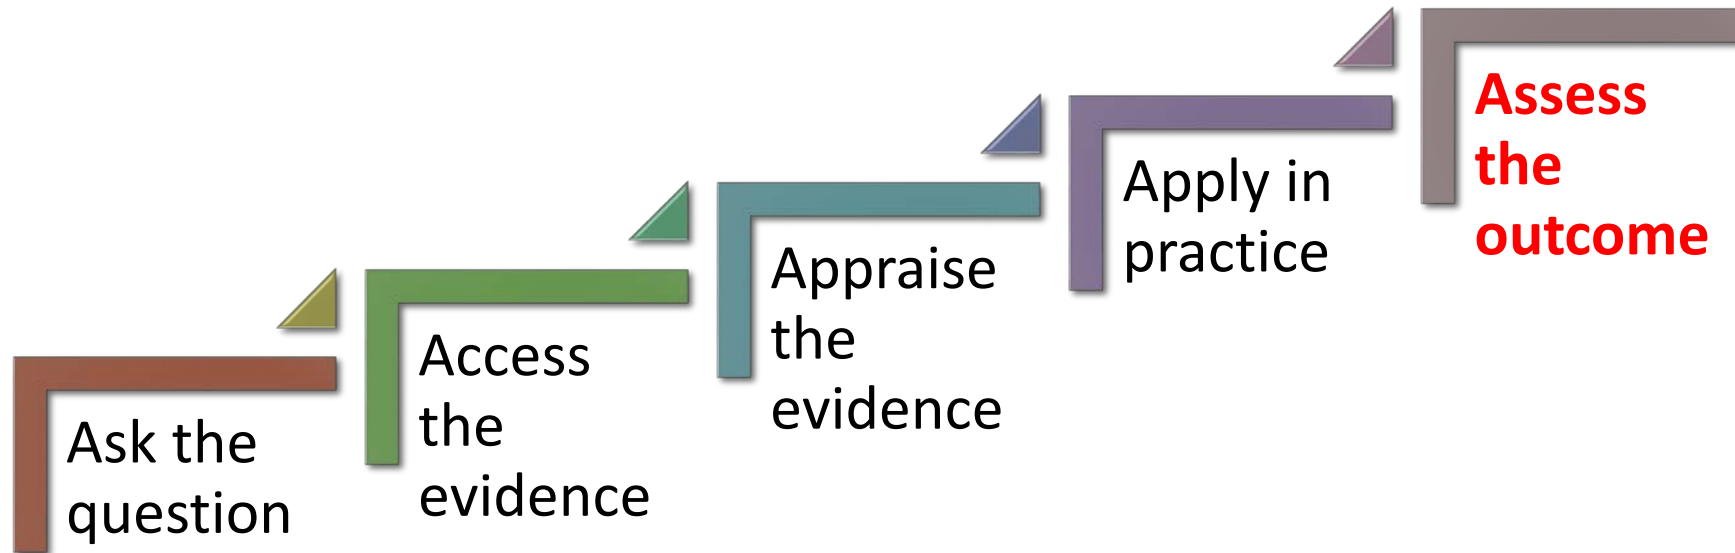 Ask the
question
Access
the
evidence
Appraise
the
evidence
Apply in
practice
Assess
the
outcome